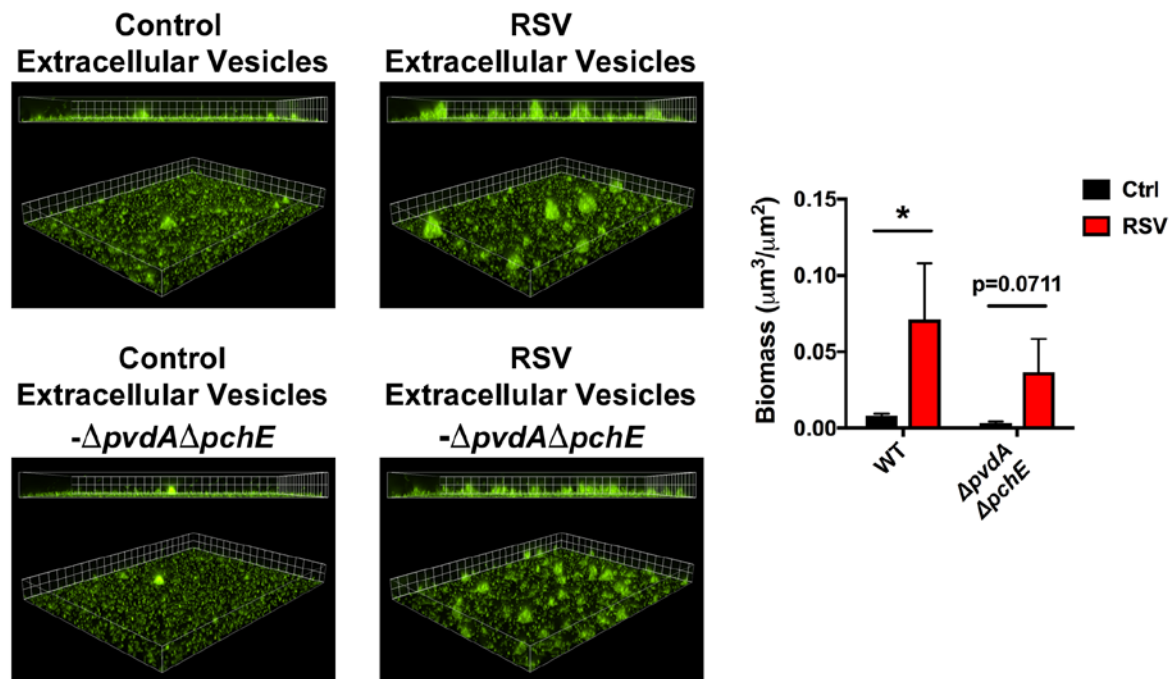 Control
Extracellular Vesicles
RSV
Extracellular Vesicles
Control
Extracellular Vesicles
-ΔpvdAΔpchE
RSV
Extracellular Vesicles
-ΔpvdAΔpchE
Ctrl
RSV
Biomass (μm³/μm²)
0.15
0.10
0.05
0.00
*
p=0.0711
WT
ΔpvdA
ΔpchE